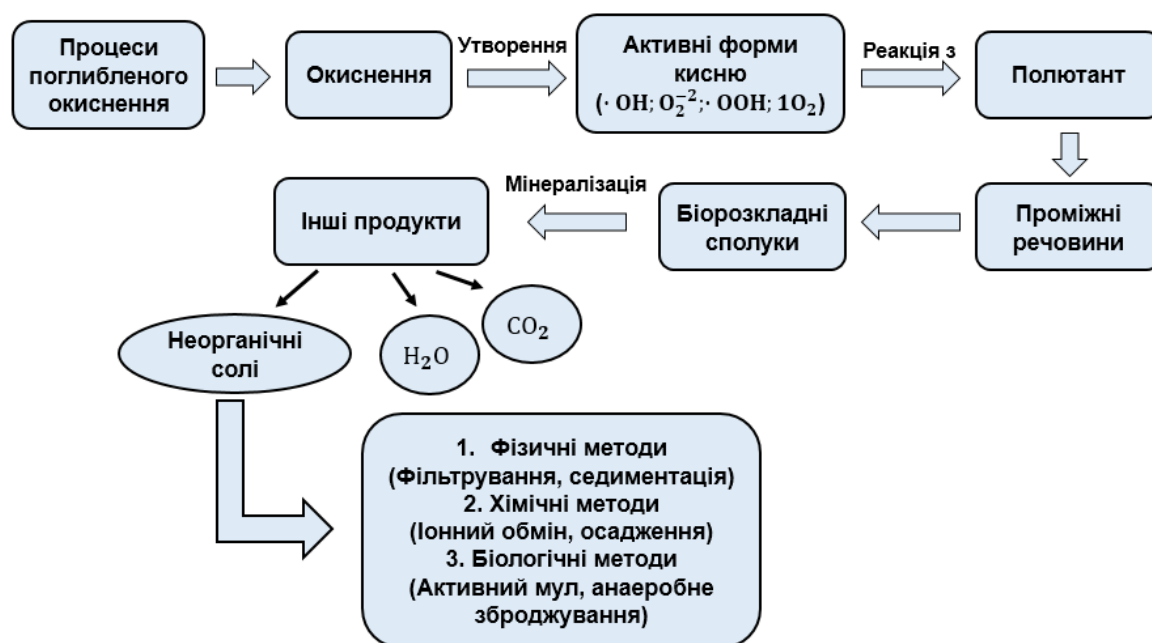 Процеси
поглибленого
окиснення
Окиснення
Утворення
Активні форми
кисню
(· OH; O₂⁻²;· OOH; 1O₂)
Реакція з
Полютант
Проміжні
речовини
Біорозкладні
сполуки
Мінералізація
Інші продукти
Неорганічні
солі
H₂O
CO₂
1. Фізичні методи
(Фільтрування, седиментація)
2. Хімічні методи
(Іонний обмін, осадження)
3. Біологічні методи
(Активний мул, анаеробне
зброджування)